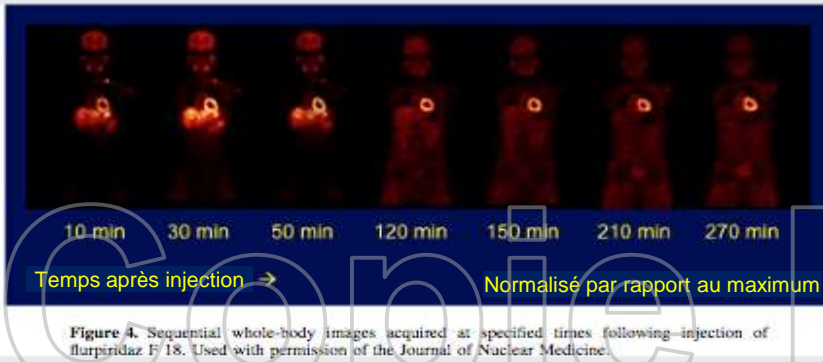 10 min 30 min 50 min 120 min 150 min 210 min 270 min
Temps après injection → Normalisé par rapport au maximum
Figure 4. Sequential whole-body images acquired at specified times following injection of
flurpiridaz F 18. Used with permission of the Journal of Nuclear Medicine.
Copie